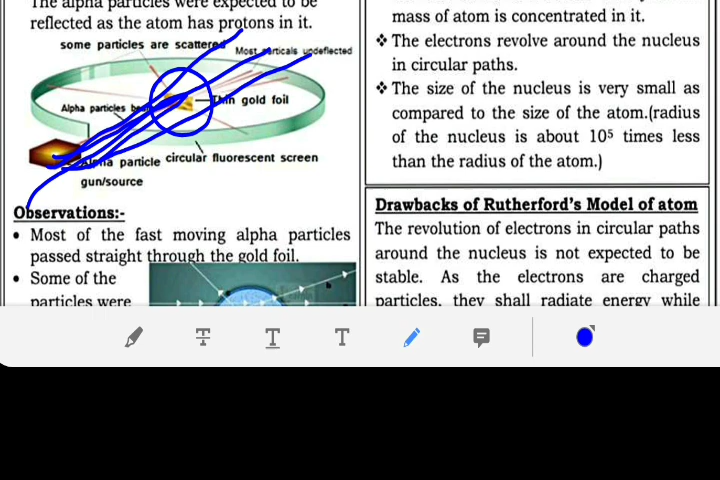 The alpha particles were expected to be
reflected as the atom has protons in it.
some particles are scattered
Most particals undeflected
Thin gold foil
Alpha particles beam
Alpha particle
gun/source
circular fluorescent screen
Observations:-
• Most of the fast moving alpha particles
passed straight through the gold foil.
• Some of the
particles were
mass of atom is concentrated in it.
❖ The electrons revolve around the nucleus
in circular paths.
❖ The size of the nucleus is very small as
compared to the size of the atom.(radius
of the nucleus is about 10⁵ times less
than the radius of the atom.)
Drawbacks of Rutherford's Model of atom
The revolution of electrons in circular paths
around the nucleus is not expected to be
stable. As the electrons are charged
particles, they shall radiate energy while
T
T
T